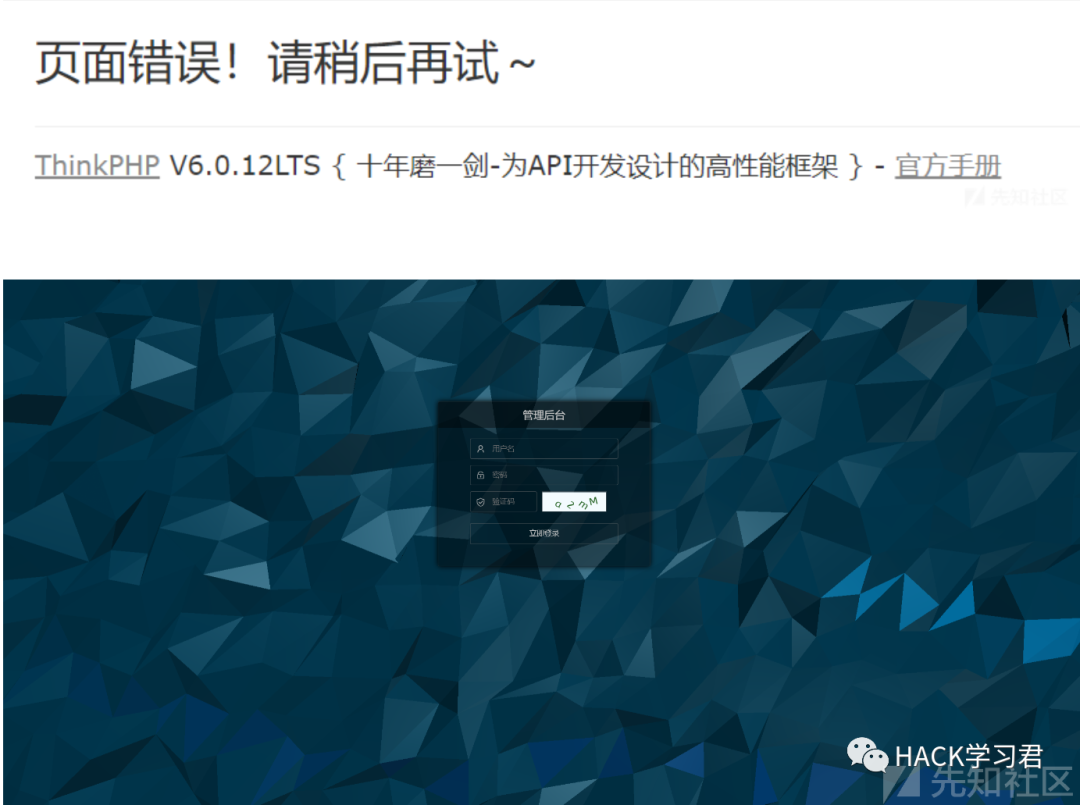 页面错误！请稍后再试～
ThinkPHP V6.0.12LTS { 十年磨一剑-为API开发设计的高性能框架 } - 官方手册
先知社区
管理后台
用户名
密码
验证码
立即登录
HACK学习君
先知社区